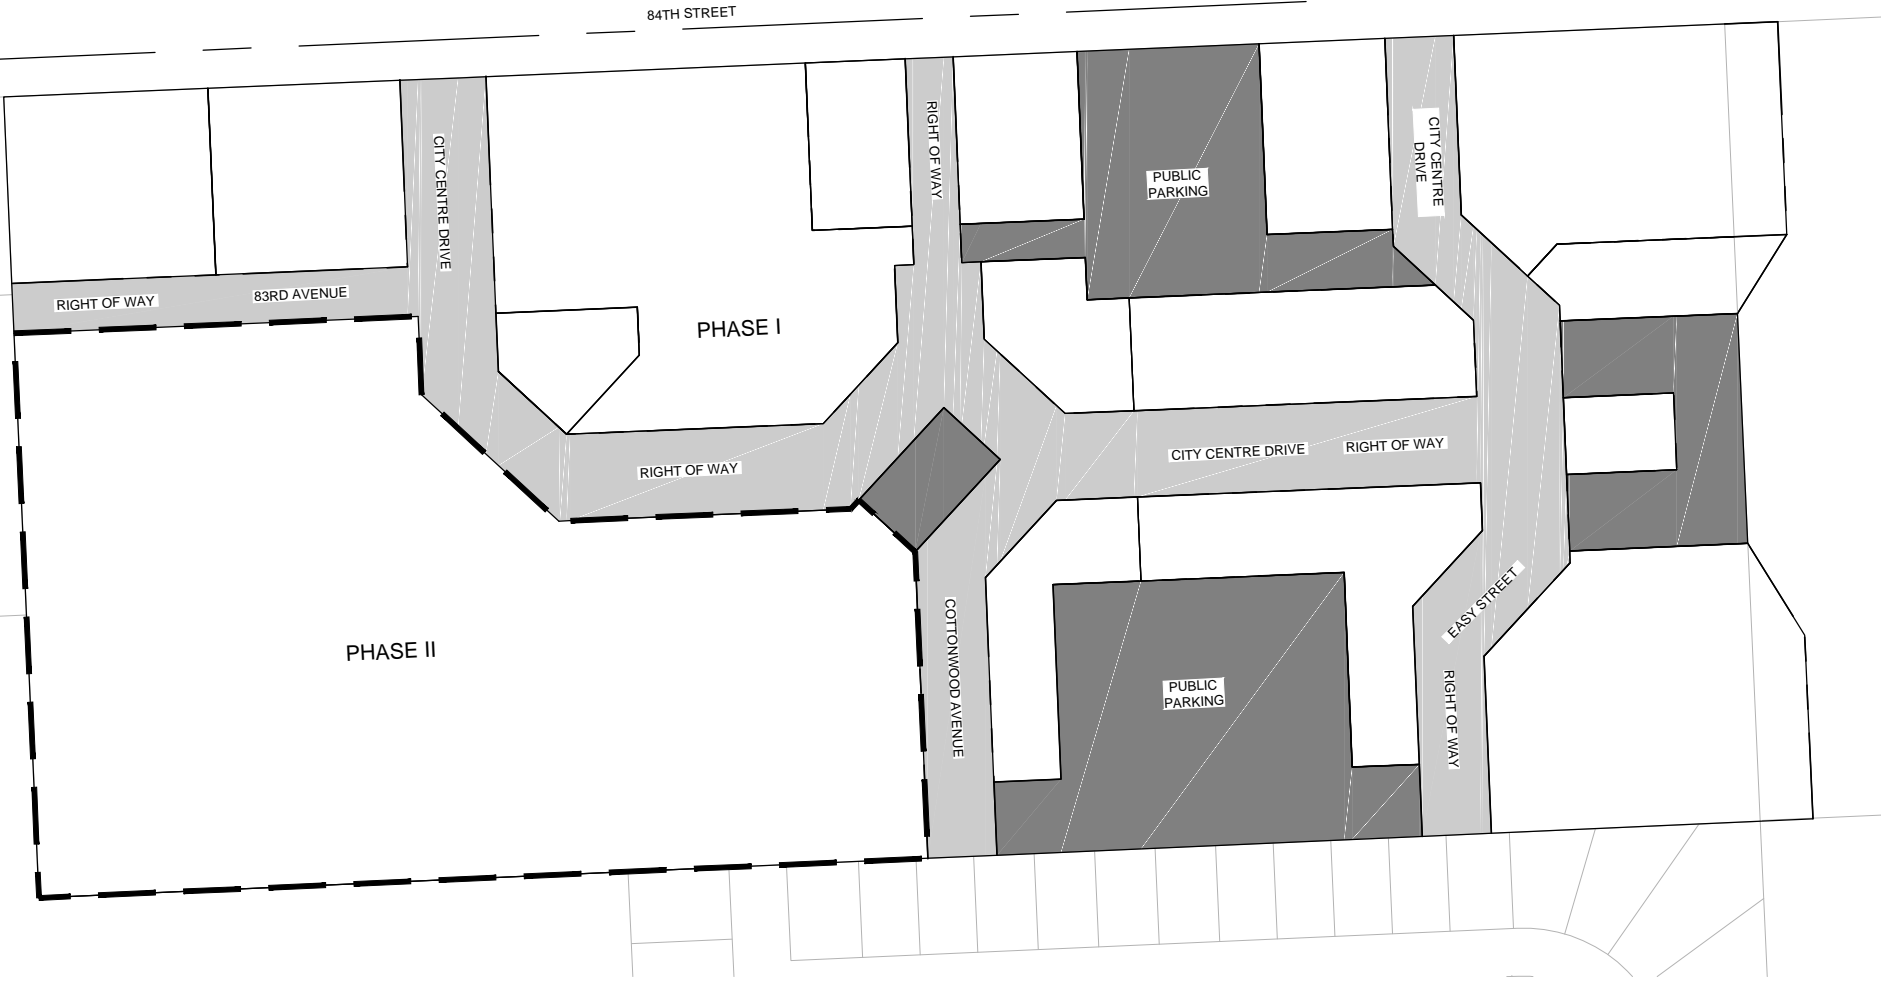 84TH STREET
CITY CENTRE DRIVE
RIGHT OF WAY
PUBLIC
PARKING
CITY CENTRE
DRIVE
RIGHT OF WAY
83RD AVENUE
PHASE I
RIGHT OF WAY
CITY CENTRE DRIVE
RIGHT OF WAY
PHASE II
COTTONWOOD AVENUE
EASY STREET
PUBLIC
PARKING
RIGHT OF WAY